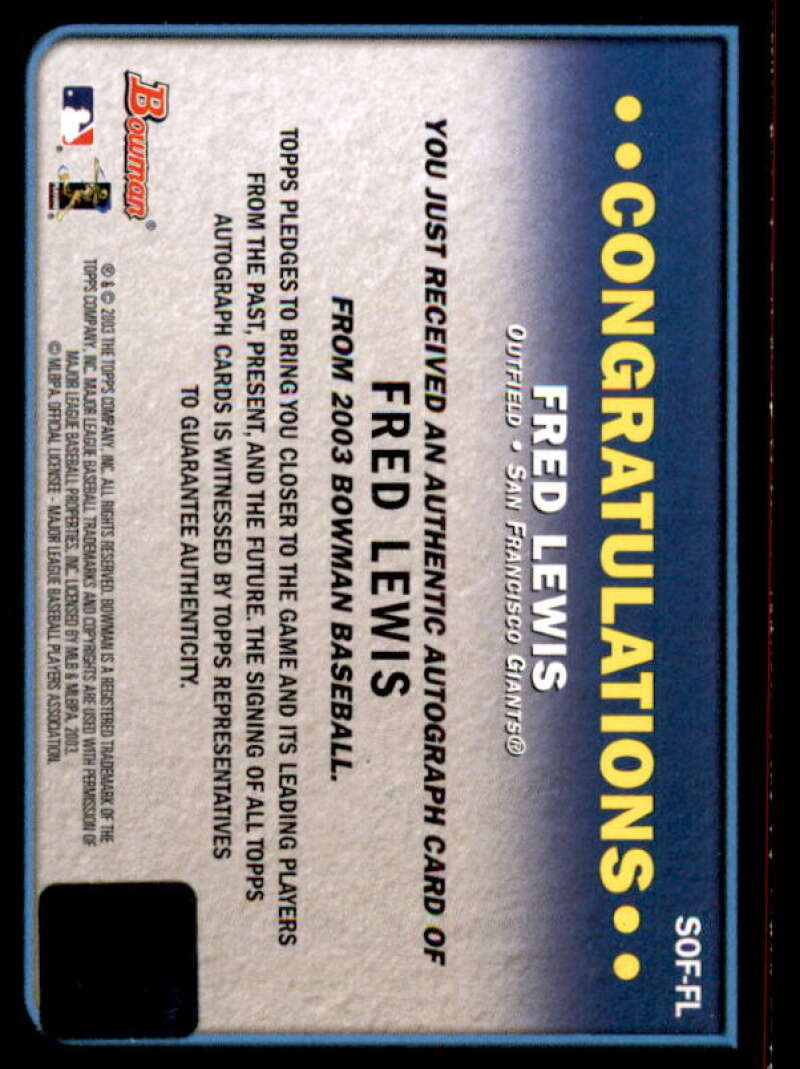 SOF-FL
••CONGRATULATIONS••
FRED LEWIS
OUTFIELD • SAN FRANCISCO GIANTS®
YOU JUST RECEIVED AN AUTHENTIC AUTOGRAPH CARD OF
FRED LEWIS
FROM 2003 BOWMAN BASEBALL.
TOPPS PLEDGES TO BRING YOU CLOSER TO THE GAME AND ITS LEADING PLAYERS
FROM THE PAST, PRESENT, AND THE FUTURE. THE SIGNING OF ALL TOPPS
AUTOGRAPH CARDS IS WITNESSED BY TOPPS REPRESENTATIVES
TO GUARANTEE AUTHENTICITY.
Bowman®
® & © 2003 THE TOPPS COMPANY, INC. ALL RIGHTS RESERVED. BOWMAN IS A REGISTERED TRADEMARK OF THE
TOPPS COMPANY, INC. MAJOR LEAGUE BASEBALL TRADEMARKS AND COPYRIGHTS ARE USED WITH PERMISSION OF
MAJOR LEAGUE BASEBALL PROPERTIES, INC. LICENSED BY MLB & MLBPA, 2003.
© MLBPA. OFFICIAL LICENSEE - MAJOR LEAGUE BASEBALL PLAYERS ASSOCIATION.